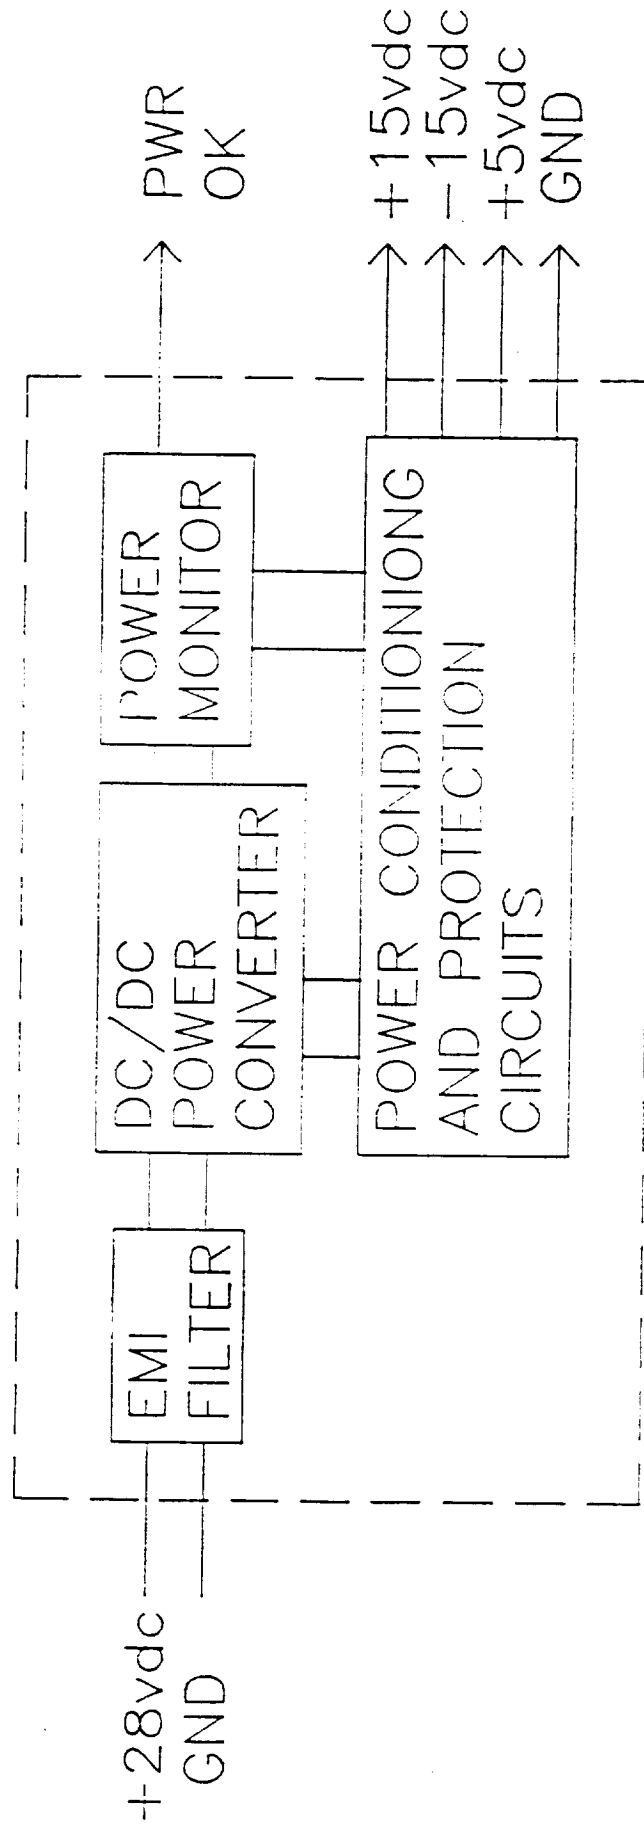 +28vdc
GND
EMI
FILTER
DC/DC
POWER
CONVERTER
POWER
MONITOR
PWR
OK
POWER CONDITIONIONG
AND PROTECTION
CIRCUITS
+15vdc
-15vdc
+5vdc
GND